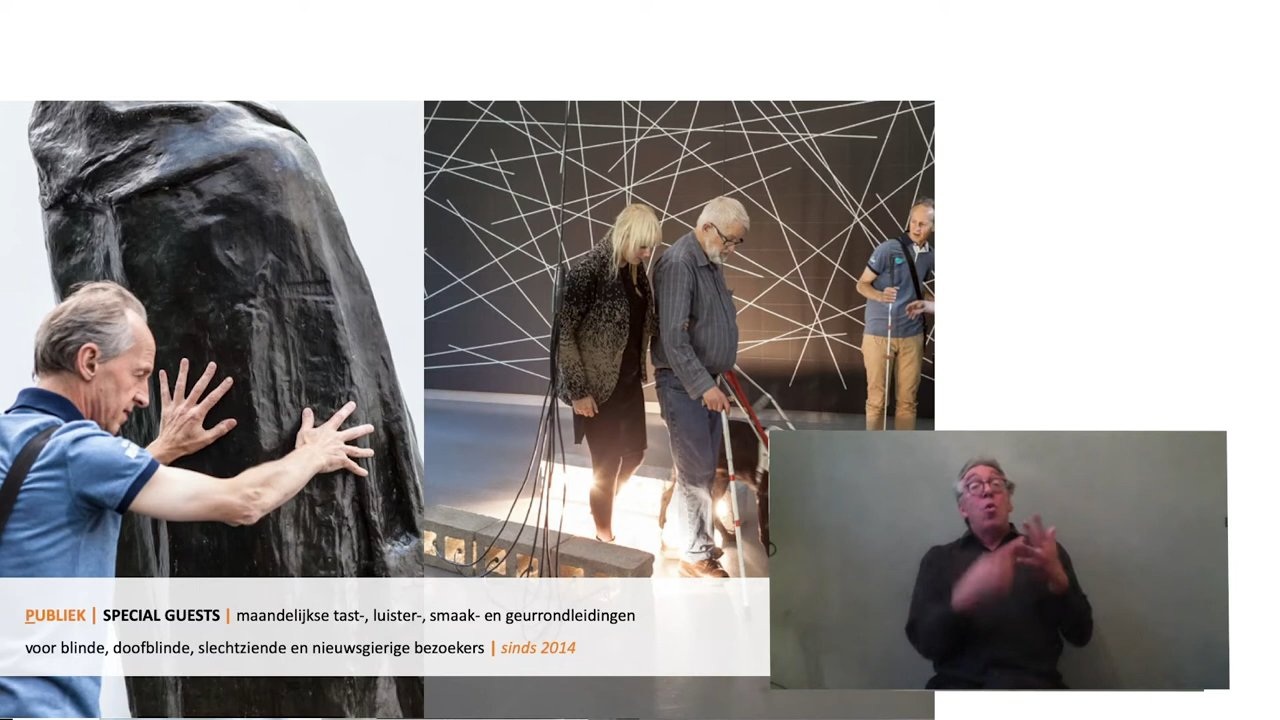 PUBLIEK | SPECIAL GUESTS | maandelijkse tast-, luister-, smaak- en geurrondleidingen
voor blinde, doofblinde, slechtziende en nieuwsgierige bezoekers | sinds 2014